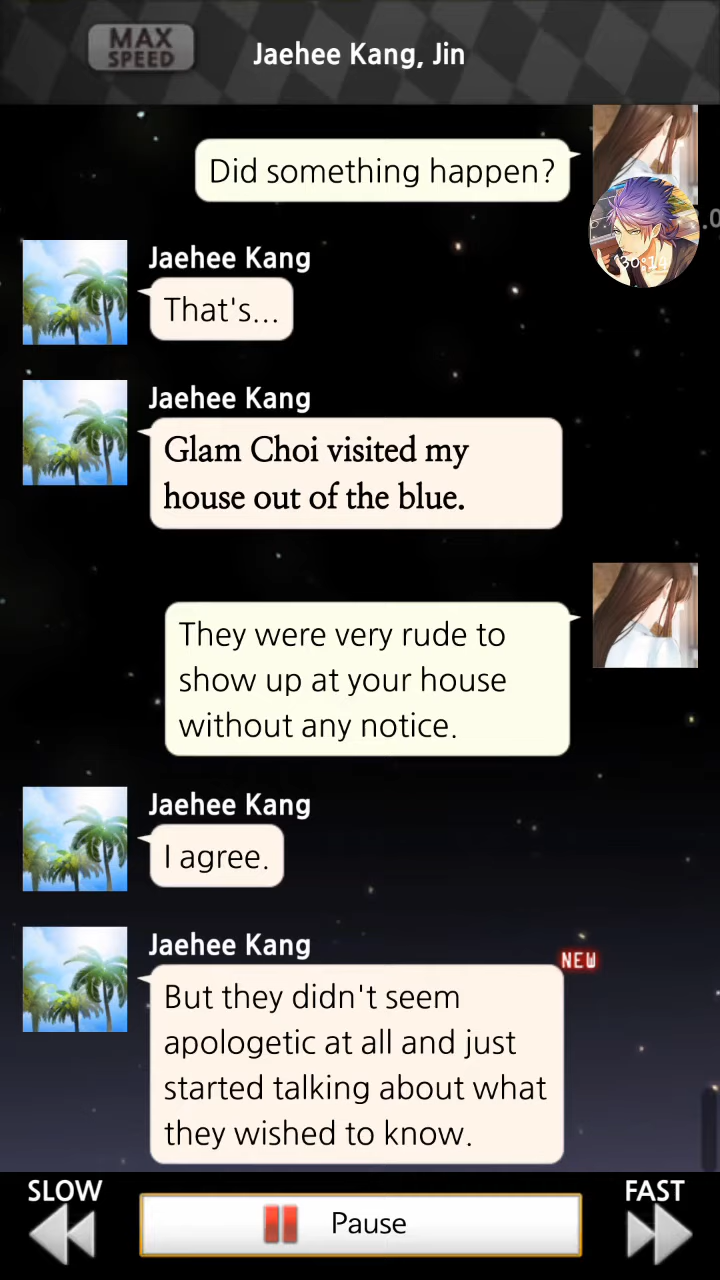 MAX
SPEED
Jaehee Kang, Jin
Did something happen?
30:19
Jaehee Kang
That's...
Jaehee Kang
Glam Choi visited my
house out of the blue.
They were very rude to
show up at your house
without any notice.
Jaehee Kang
I agree.
Jaehee Kang
NEW
But they didn't seem
apologetic at all and just
started talking about what
they wished to know.
SLOW
Pause
FAST